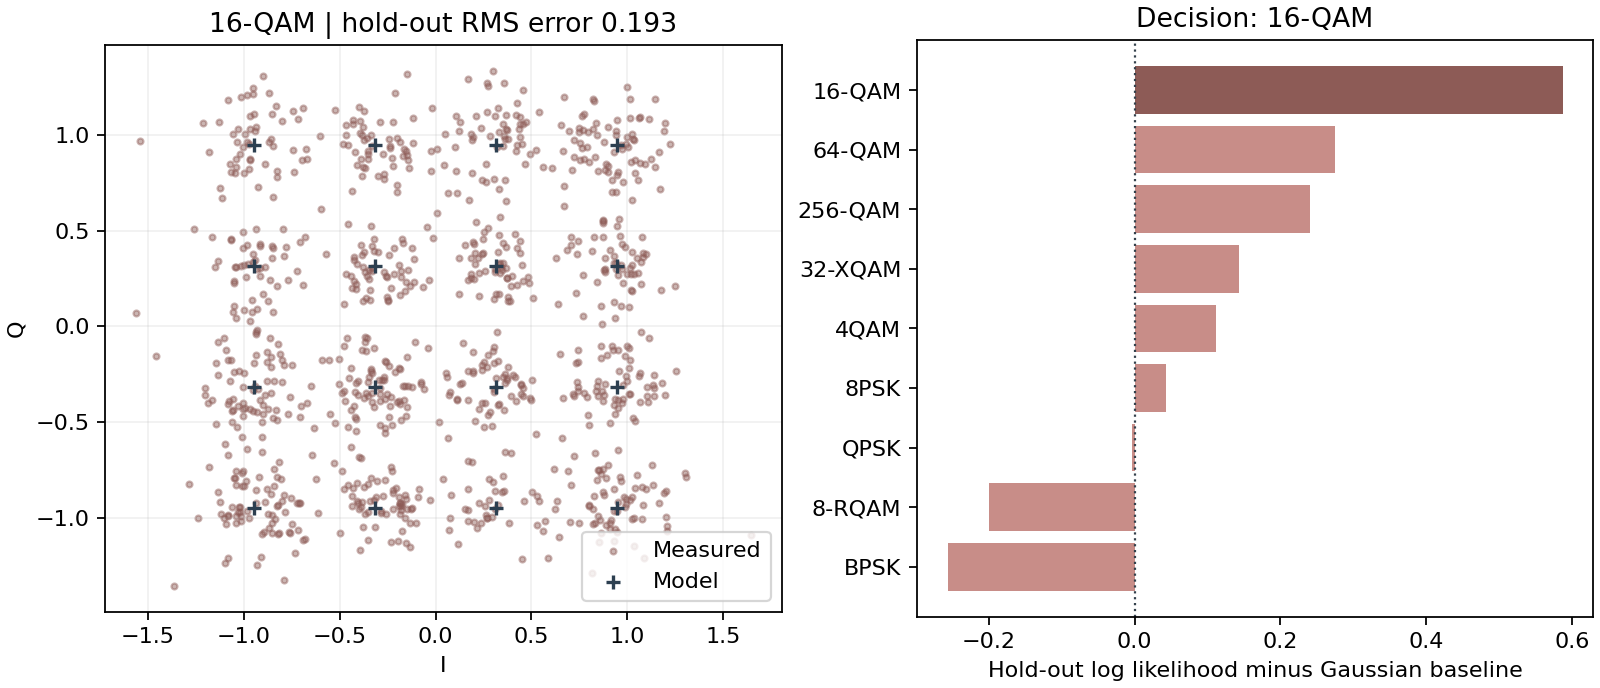 16-QAM | hold-out RMS error 0.193
1.0
0.5
0.0
−0.5
−1.0
Q
−1.5
−1.0
−0.5
0.0
0.5
1.0
1.5
I
Measured
Model
Decision: 16-QAM
16-QAM
64-QAM
256-QAM
32-XQAM
4QAM
8PSK
QPSK
8-RQAM
BPSK
−0.2
0.0
0.2
0.4
0.6
Hold-out log likelihood minus Gaussian baseline